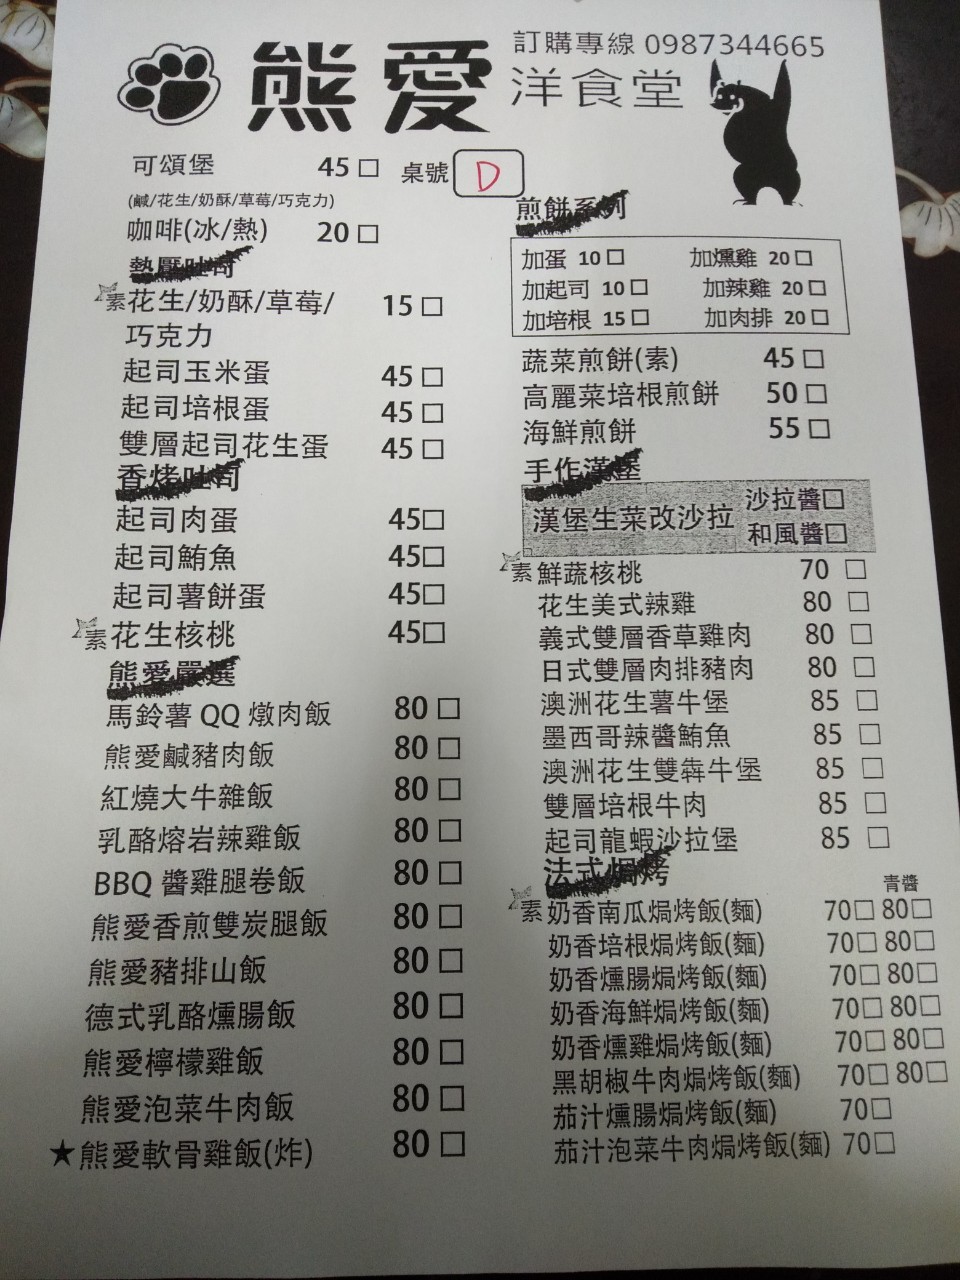 熊愛 洋食堂
訂購專線 0987344665
可頌堡 45□
(鹹/花生/奶酥/草莓/巧克力)
咖啡(冰/熱) 20□
桌號 D
熱壓吐司
素 花生/奶酥/草莓/ 15□
巧克力
起司玉米蛋 45□
起司培根蛋 45□
雙層起司花生蛋 45□
香烤吐司
起司肉蛋 45□
起司鮪魚 45□
起司薯餅蛋 45□
素 花生核桃 45□
熊愛嚴選
馬鈴薯QQ燉肉飯 80□
熊愛鹹豬肉飯 80□
紅燒大牛雜飯 80□
乳酪熔岩辣雞飯 80□
BBQ醬雞腿卷飯 80□
熊愛香煎雙炭腿飯 80□
熊愛豬排山飯 80□
德式乳酪燻腸飯 80□
熊愛檸檬雞飯 80□
熊愛泡菜牛肉飯 80□
★熊愛軟骨雞飯(炸) 80□
煎餅系列
加蛋 10□ 加燻雞 20□
加起司 10□ 加辣雞 20□
加培根 15□ 加肉排 20□
蔬菜煎餅(素) 45□
高麗菜培根煎餅 50□
海鮮煎餅 55□
手作漢堡
漢堡生菜改沙拉 沙拉醬□
和風醬□
素 鮮蔬核桃 70□
花生美式辣雞 80□
義式雙層香草雞肉 80□
日式雙層肉排豬肉 80□
澳洲花生薯牛堡 85□
墨西哥辣醬鮪魚 85□
澳洲花生雙犇牛堡 85□
雙層培根牛肉 85□
起司龍蝦沙拉堡 85□
法式焗烤
青醬
素 奶香南瓜焗烤飯(麵) 70□80□
奶香培根焗烤飯(麵) 70□80□
奶香燻腸焗烤飯(麵) 70□80□
奶香海鮮焗烤飯(麵) 70□80□
奶香燻雞焗烤飯(麵) 70□80□
黑胡椒牛肉焗烤飯(麵) 70□80□
茄汁燻腸焗烤飯(麵) 70□
茄汁泡菜牛肉焗烤飯(麵) 70□